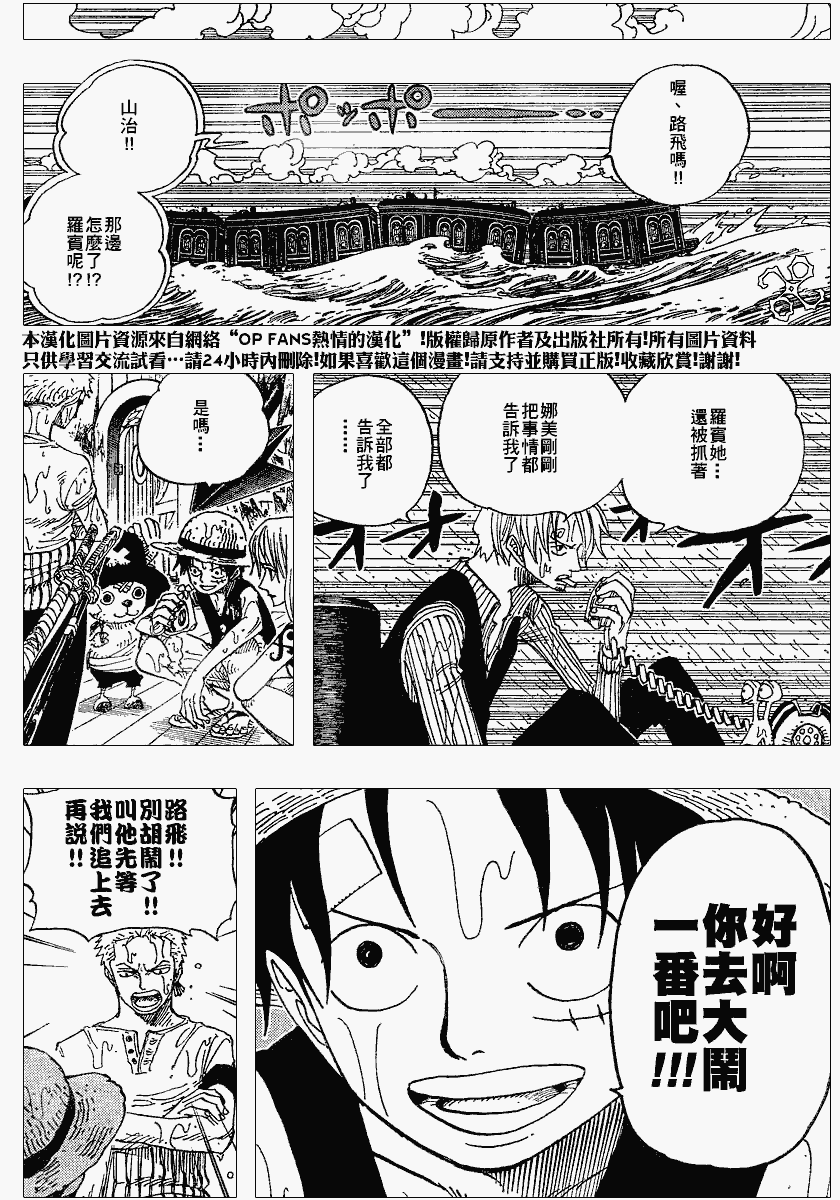 喔、路飛嗎!!
ポッポ
山治!!
那邊
怎麼了!?
羅賓呢!?
本漢化圖片資源來自網絡“OP FANS熱情的漢化”!版權歸原作者及出版社所有!所有圖片資料
只供學習交流試看…請24小時內刪除!如果喜歡這個漫畫!請支持並購買正版!收藏欣賞!謝謝!
羅賓她…
還被抓著
娜美剛剛
把事情都
告訴我了
全部都
告訴我了
……
是嗎…
好啊
你去大鬧
一番吧!!!
路飛!!
別胡鬧了!!
叫他先等
我們追上去
再說!!